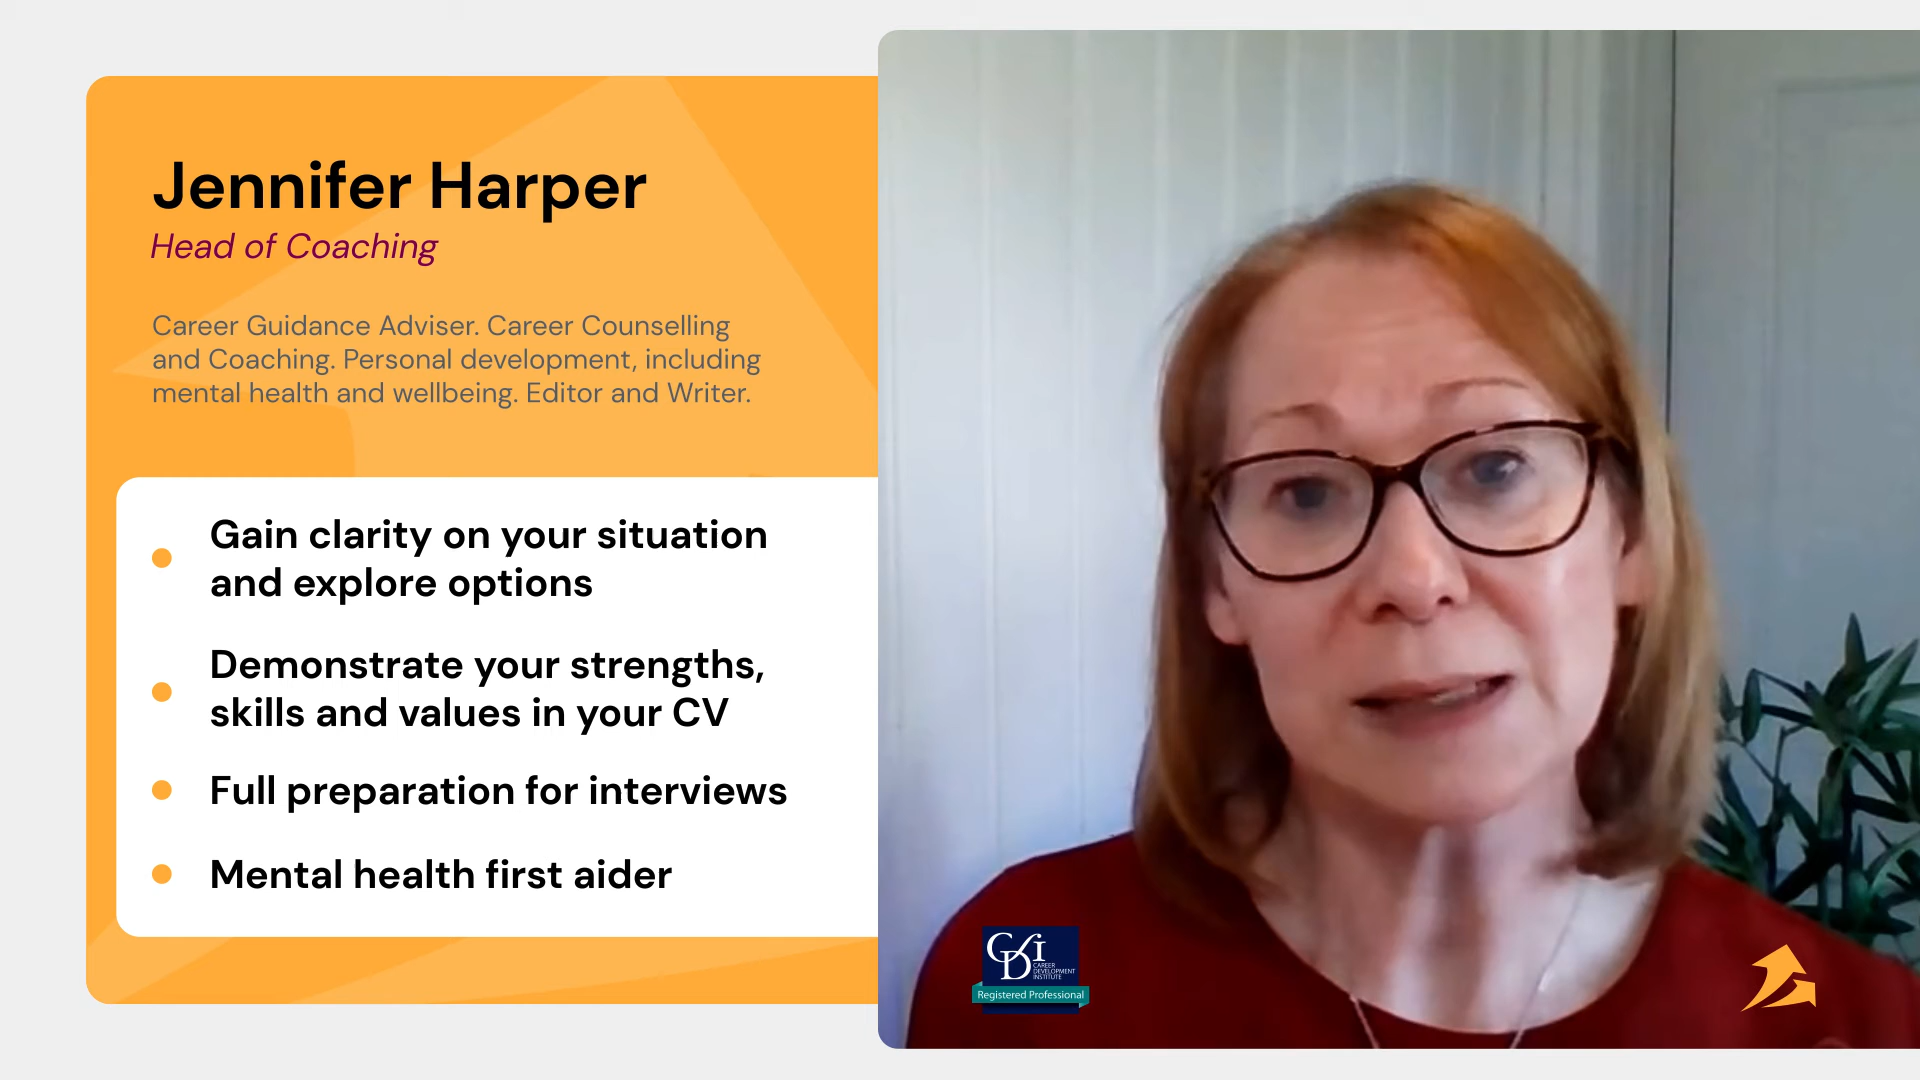 Jennifer Harper
Head of Coaching
Career Guidance Adviser. Career Counselling
and Coaching. Personal development, including
mental health and wellbeing. Editor and Writer.
Gain clarity on your situation
and explore options
Demonstrate your strengths,
skills and values in your CV
Full preparation for interviews
Mental health first aider
CDI
CAREER
DEVELOPMENT
INSTITUTE
Registered Professional